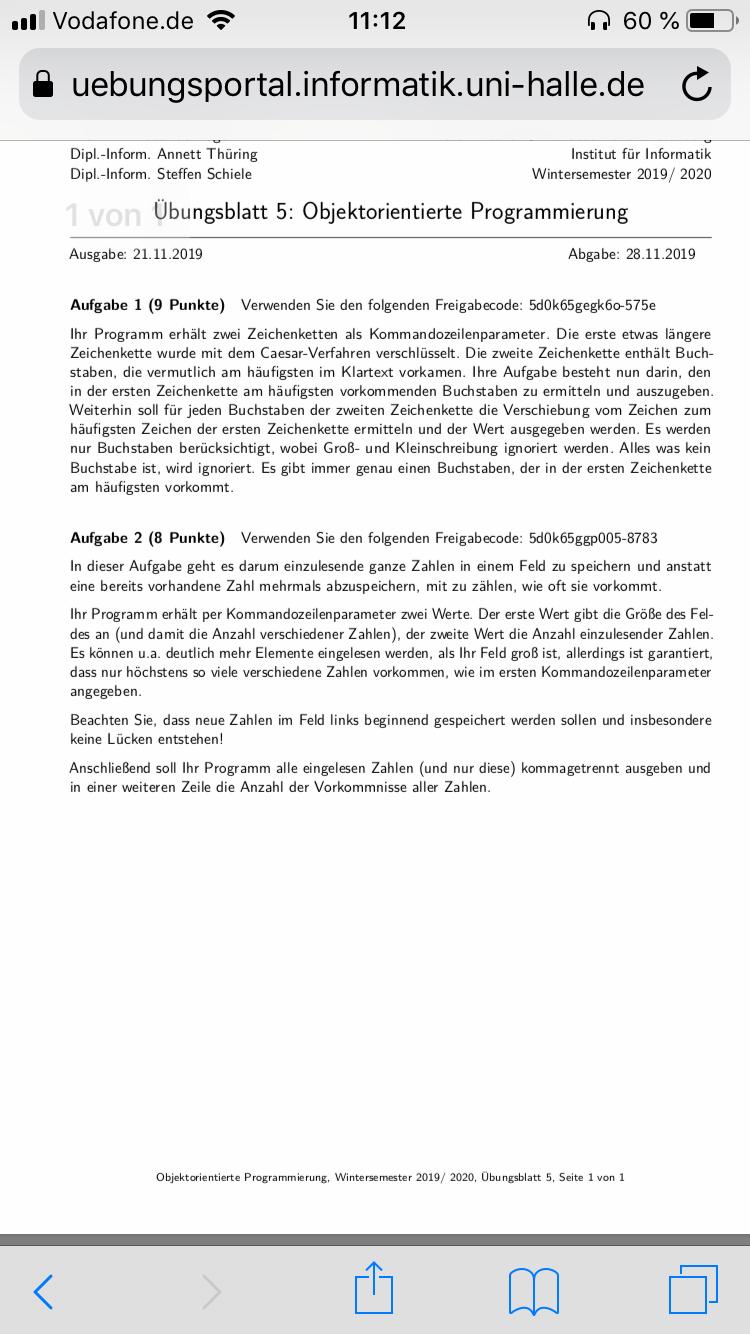 Vodafone.de
11:12
60 %
uebungsportal.informatik.uni-halle.de
Dipl.-Inform. Annett Thüring
Institut für Informatik
Dipl.-Inform. Steffen Schiele
Wintersemester 2019/ 2020
1 von 1
Übungsblatt 5: Objektorientierte Programmierung
Ausgabe: 21.11.2019
Abgabe: 28.11.2019
Aufgabe 1 (9 Punkte) Verwenden Sie den folgenden Freigabecode: 5d0k65gegk6o-575e
Ihr Programm erhält zwei Zeichenketten als Kommandozeilenparameter. Die erste etwas längere
Zeichenkette wurde mit dem Caesar-Verfahren verschlüsselt. Die zweite Zeichenkette enthält Buch-
staben, die vermutlich am häufigsten im Klartext vorkamen. Ihre Aufgabe besteht nun darin, den
in der ersten Zeichenkette am häufigsten vorkommenden Buchstaben zu ermitteln und auszugeben.
Weiterhin soll für jeden Buchstaben der zweiten Zeichenkette die Verschiebung vom Zeichen zum
häufigsten Zeichen der ersten Zeichenkette ermitteln und der Wert ausgegeben werden. Es werden
nur Buchstaben berücksichtigt, wobei Groß- und Kleinschreibung ignoriert werden. Alles was kein
Buchstabe ist, wird ignoriert. Es gibt immer genau einen Buchstaben, der in der ersten Zeichenkette
am häufigsten vorkommt.
Aufgabe 2 (8 Punkte) Verwenden Sie den folgenden Freigabecode: 5d0k65ggp005-8783
In dieser Aufgabe geht es darum einzulesende ganze Zahlen in einem Feld zu speichern und anstatt
eine bereits vorhandene Zahl mehrmals abzuspeichern, mit zu zählen, wie oft sie vorkommt.
Ihr Programm erhält per Kommandozeilenparameter zwei Werte. Der erste Wert gibt die Größe des Fel-
des an (und damit die Anzahl verschiedener Zahlen), der zweite Wert die Anzahl einzulesender Zahlen.
Es können u.a. deutlich mehr Elemente eingelesen werden, als Ihr Feld groß ist, allerdings ist garantiert,
dass nur höchstens so viele verschiedene Zahlen vorkommen, wie im ersten Kommandozeilenparameter
angegeben.
Beachten Sie, dass neue Zahlen im Feld links beginnend gespeichert werden sollen und insbesondere
keine Lücken entstehen!
Anschließend soll Ihr Programm alle eingelesen Zahlen (und nur diese) kommagetrennt ausgeben und
in einer weiteren Zeile die Anzahl der Vorkommnisse aller Zahlen.
Objektorientierte Programmierung, Wintersemester 2019/ 2020, Übungsblatt 5, Seite 1 von 1